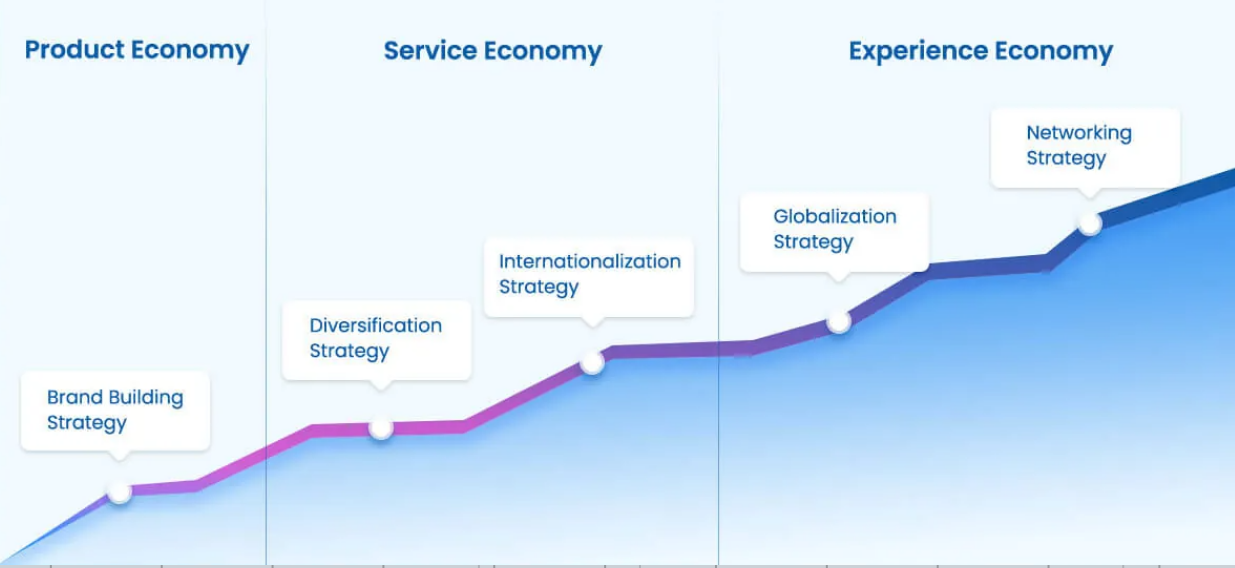 Product Economy
Service Economy
Experience Economy
Networking
Strategy
Globalization
Strategy
Internationalization
Strategy
Diversification
Strategy
Brand Building
Strategy